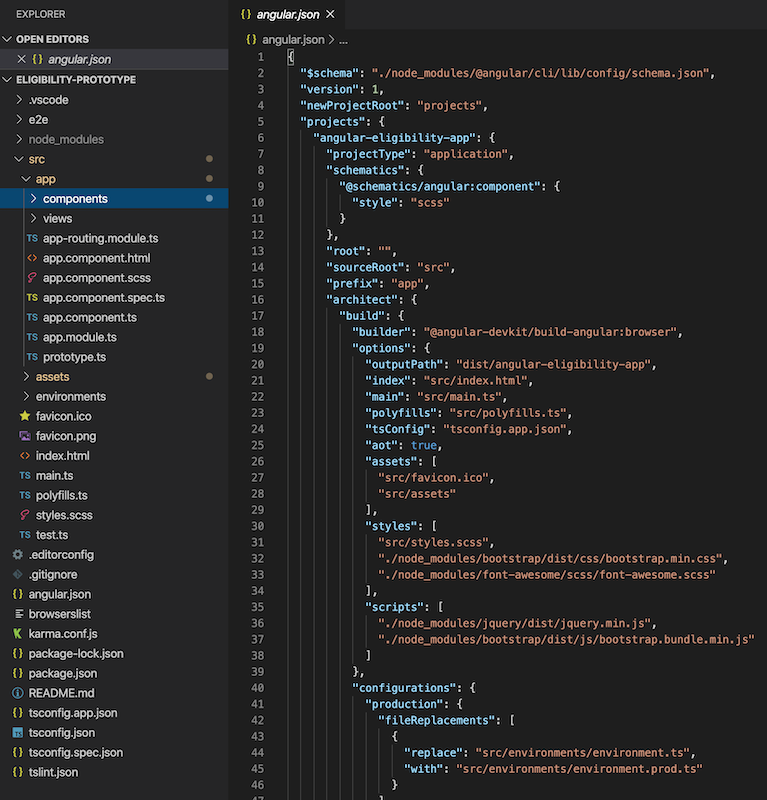 EXPLORER
OPEN EDITORS
angular.json
ELIGIBILITY-PROTOTYPE
.vscode
e2e
node_modules
src
app
components
views
TS app-routing.module.ts
<> app.component.html
app.component.scss
TS app.component.spec.ts
TS app.component.ts
TS app.module.ts
TS prototype.ts
assets
environments
favicon.ico
favicon.png
<> index.html
TS main.ts
TS polyfills.ts
styles.scss
TS test.ts
.editorconfig
.gitignore
{} angular.json
browserslist
karma.conf.js
{} package-lock.json
{} package.json
README.md
{} tsconfig.app.json
tsconfig.json
{} tsconfig.spec.json
{} tslint.json
{} angular.json
{} angular.json > ...
1 {
2 "$schema": "./node_modules/@angular/cli/lib/config/schema.json",
3 "version": 1,
4 "newProjectRoot": "projects",
5 "projects": {
6 "angular-eligibility-app": {
7 "projectType": "application",
8 "schematics": {
9 "@schematics/angular:component": {
10 "style": "scss"
11 }
12 },
13 "root": "",
14 "sourceRoot": "src",
15 "prefix": "app",
16 "architect": {
17 "build": {
18 "builder": "@angular-devkit/build-angular:browser",
19 "options": {
20 "outputPath": "dist/angular-eligibility-app",
21 "index": "src/index.html",
22 "main": "src/main.ts",
23 "polyfills": "src/polyfills.ts",
24 "tsConfig": "tsconfig.app.json",
25 "aot": true,
26 "assets": [
27 "src/favicon.ico",
28 "src/assets"
29 ],
30 "styles": [
31 "src/styles.scss",
32 "./node_modules/bootstrap/dist/css/bootstrap.min.css",
33 "./node_modules/font-awesome/scss/font-awesome.scss"
34 ],
35 "scripts": [
36 "./node_modules/jquery/dist/jquery.min.js",
37 "./node_modules/bootstrap/dist/js/bootstrap.bundle.min.js"
38 ]
39 },
40 "configurations": {
41 "production": {
42 "fileReplacements": [
43 {
44 "replace": "src/environments/environment.ts",
45 "with": "src/environments/environment.prod.ts"
46 }
47 ]